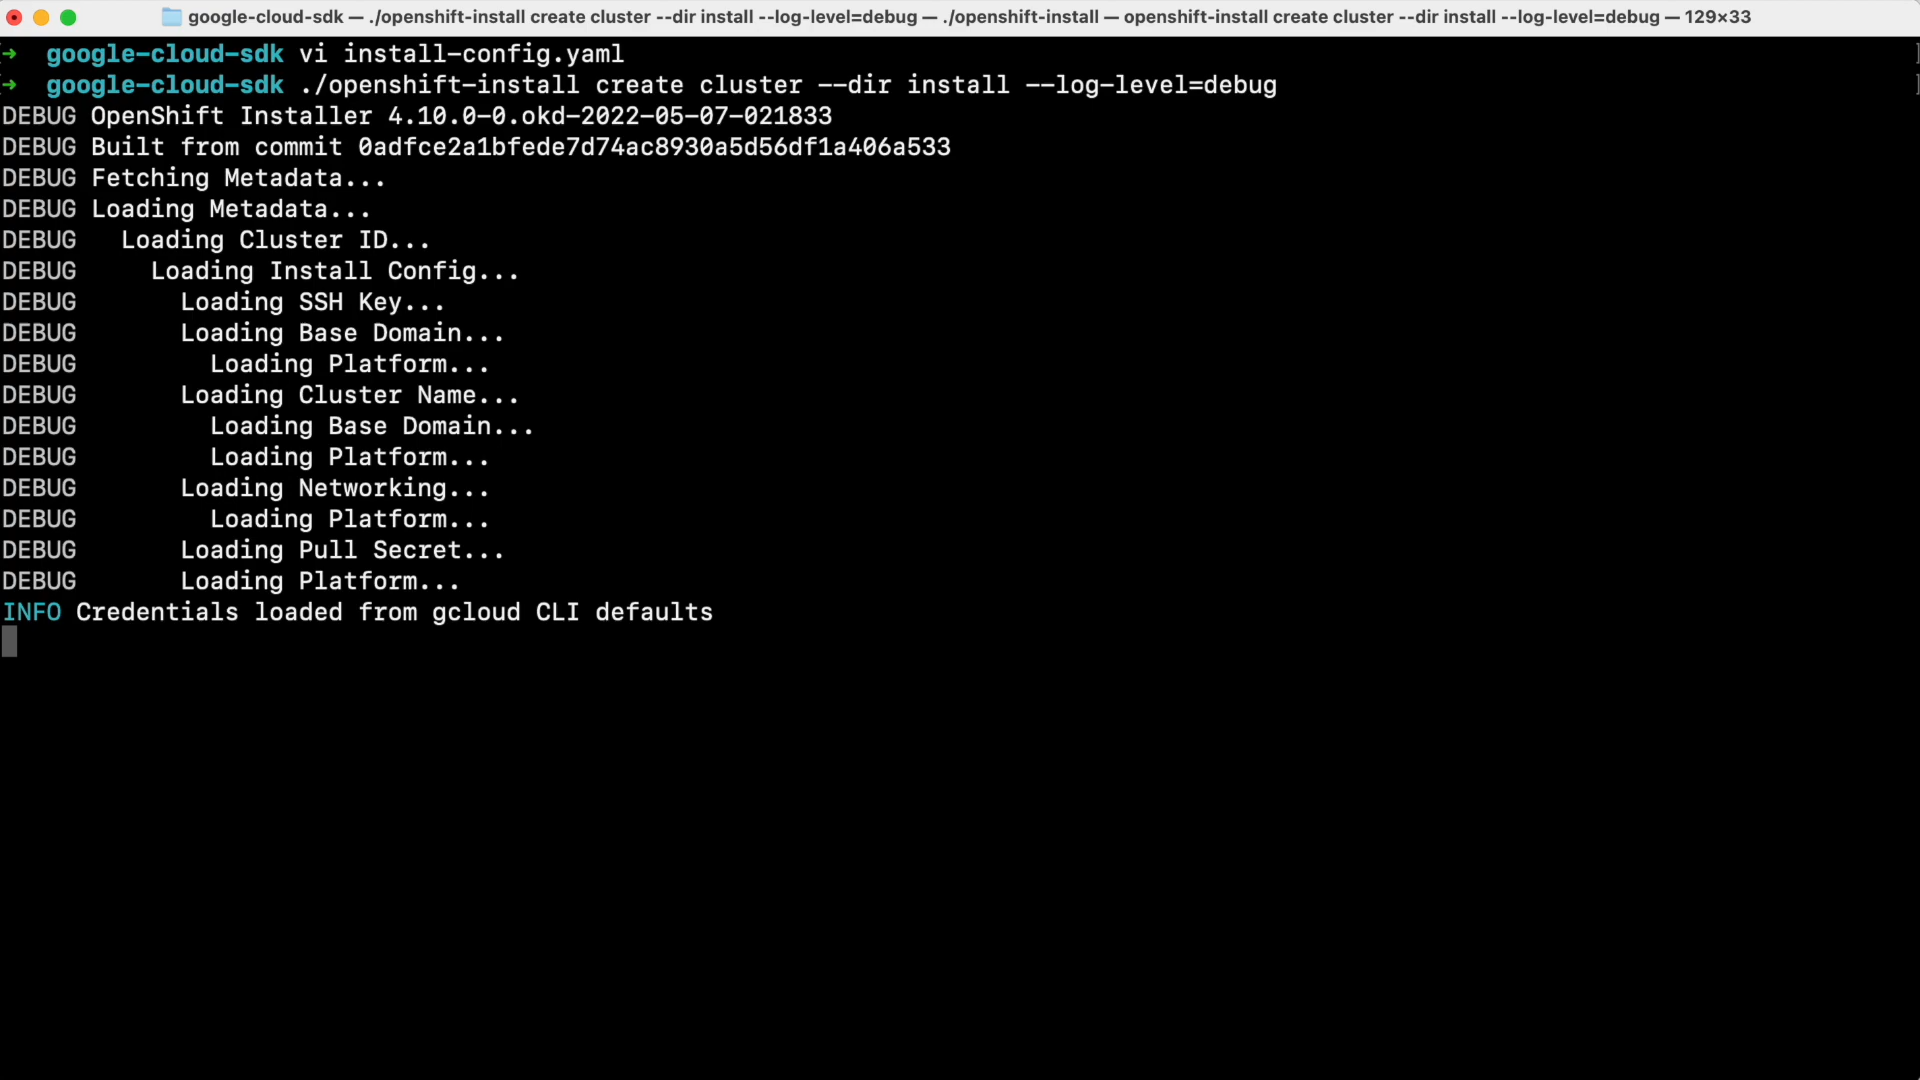 google-cloud-sdk — ./openshift-install create cluster --dir install --log-level=debug — ./openshift-install — openshift-install create cluster --dir install --log-level=debug — 129×33
➜  google-cloud-sdk vi install-config.yaml
➜  google-cloud-sdk ./openshift-install create cluster --dir install --log-level=debug
DEBUG OpenShift Installer 4.10.0-0.okd-2022-05-07-021833
DEBUG Built from commit 0adfce2a1bfede7d74ac8930a5d56df1a406a533
DEBUG Fetching Metadata...
DEBUG Loading Metadata...
DEBUG   Loading Cluster ID...
DEBUG     Loading Install Config...
DEBUG       Loading SSH Key...
DEBUG       Loading Base Domain...
DEBUG         Loading Platform...
DEBUG       Loading Cluster Name...
DEBUG         Loading Base Domain...
DEBUG         Loading Platform...
DEBUG       Loading Networking...
DEBUG         Loading Platform...
DEBUG       Loading Pull Secret...
DEBUG       Loading Platform...
INFO Credentials loaded from gcloud CLI defaults